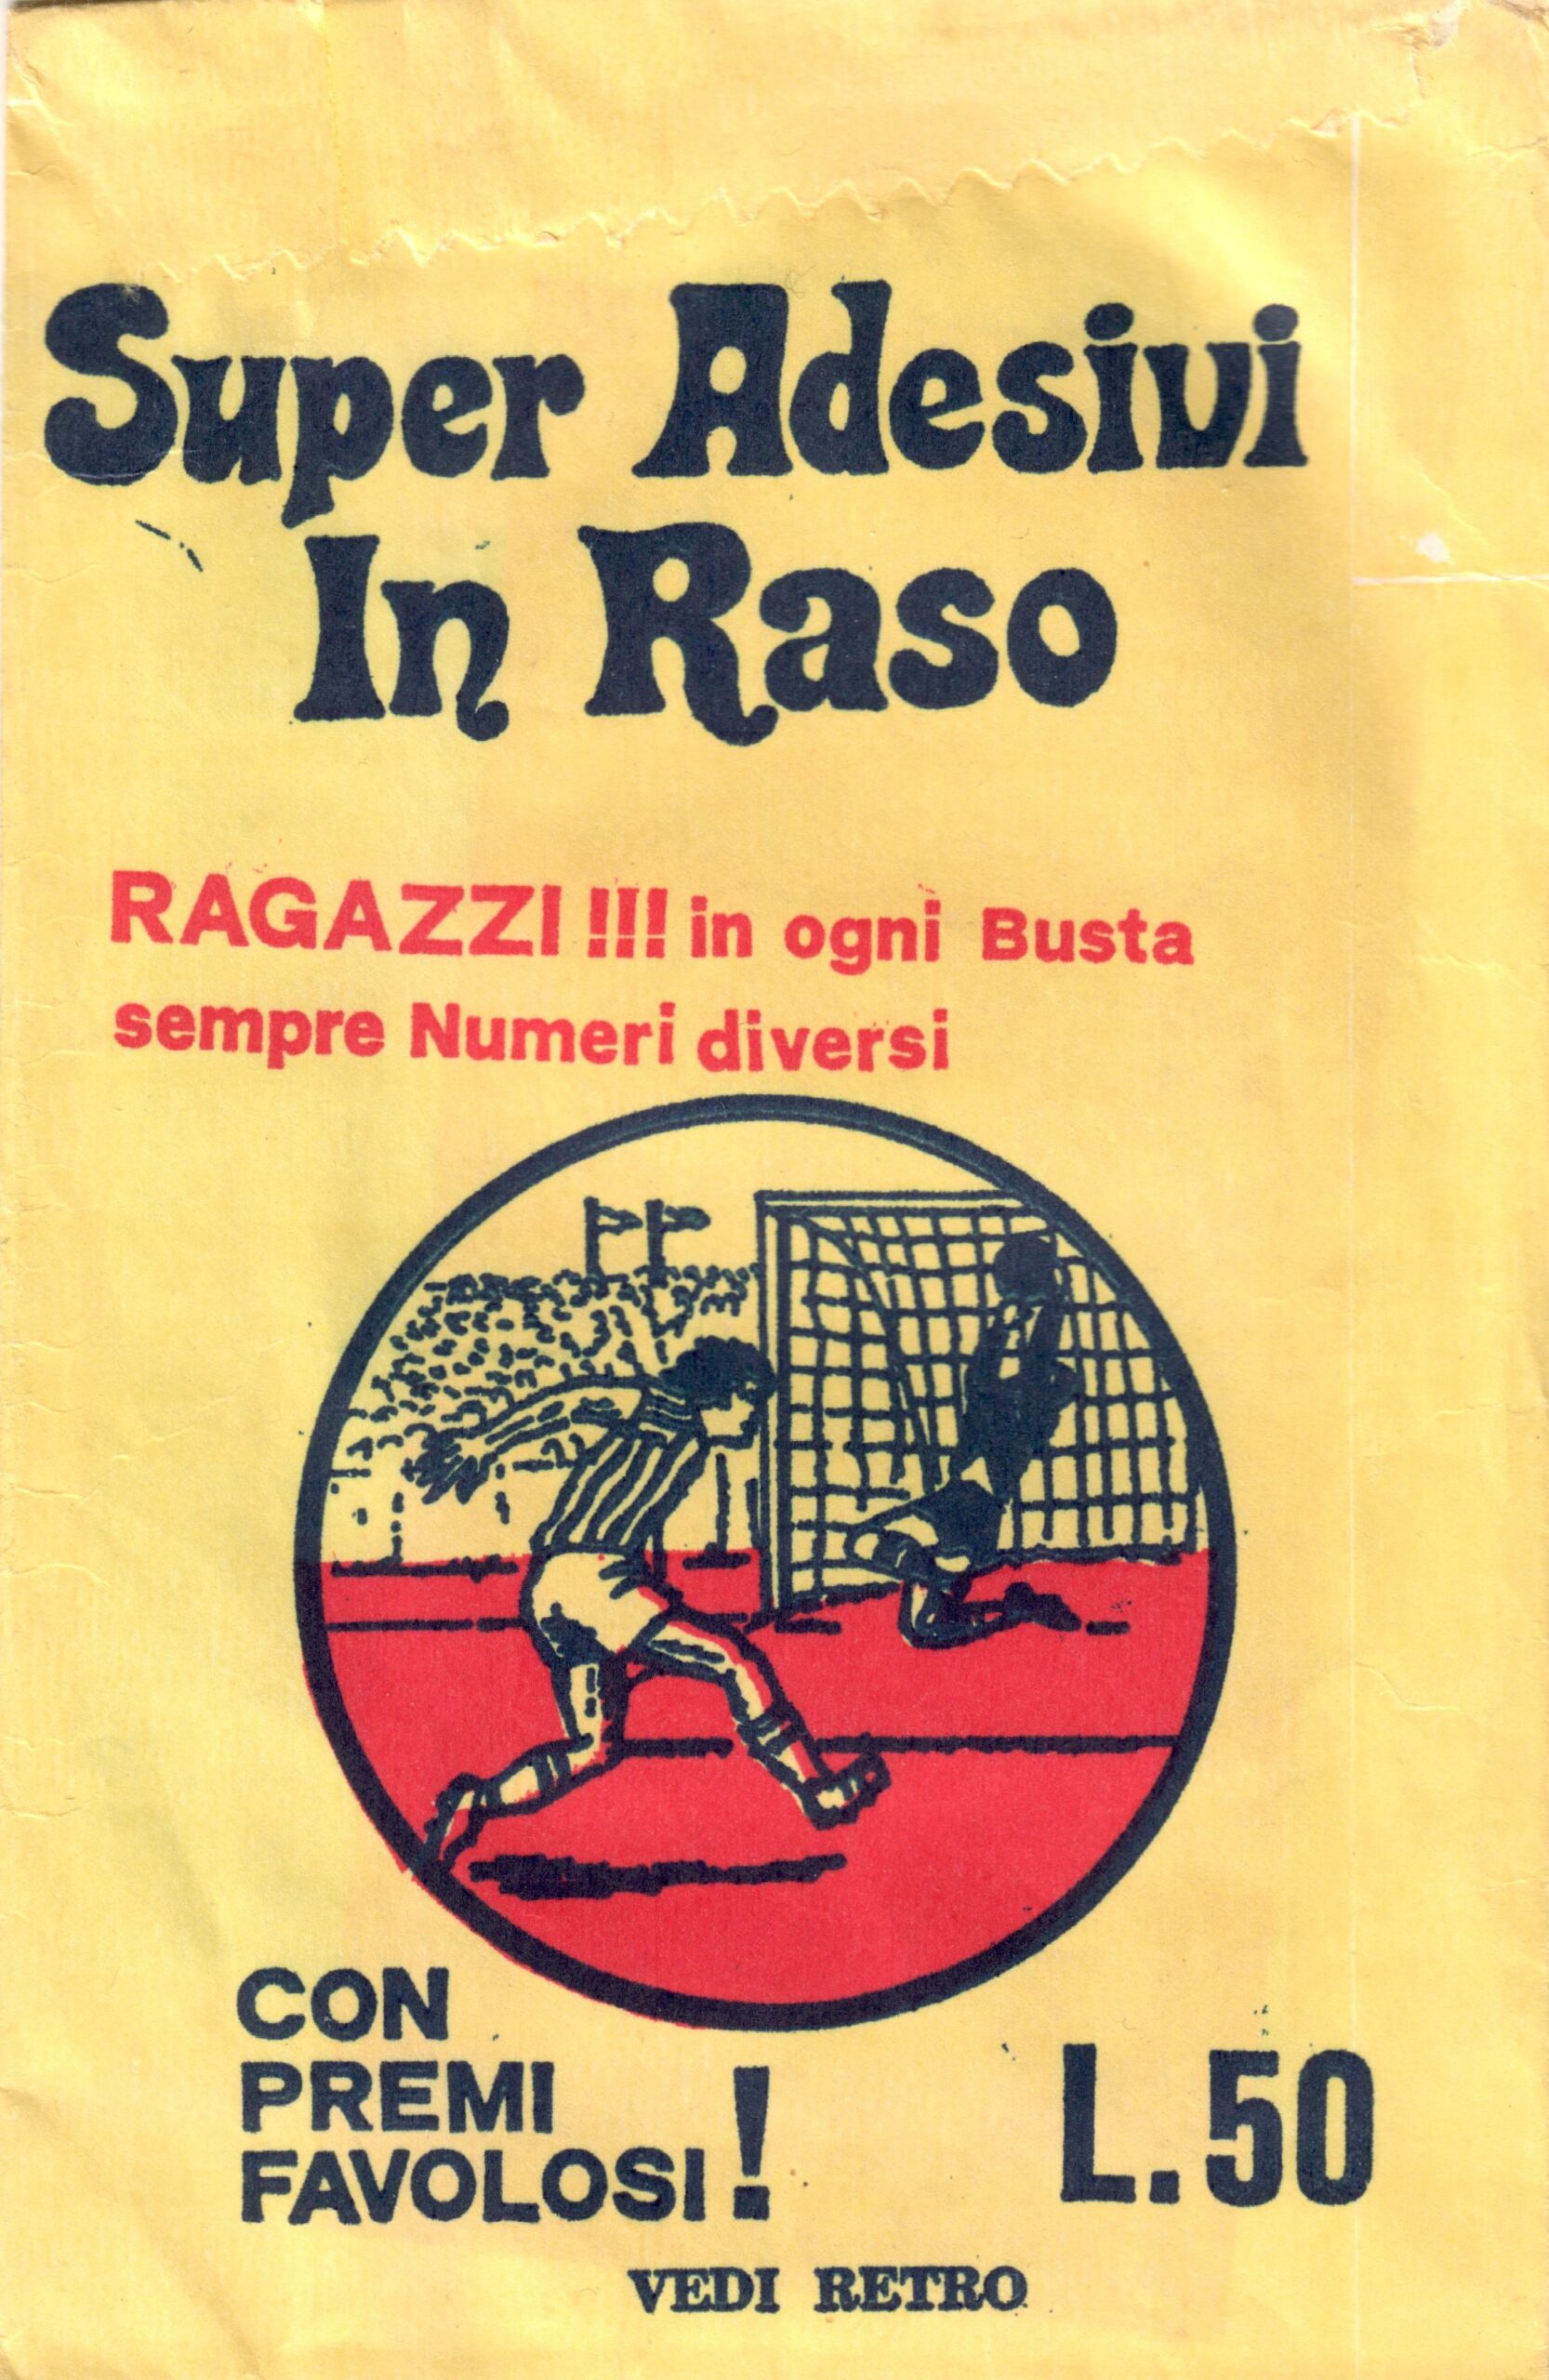 Super Adesivi
In Raso
RAGAZZI !!! in ogni Busta
sempre Numeri diversi
CON
PREMI
FAVOLOSI!
L.50
VEDI RETRO